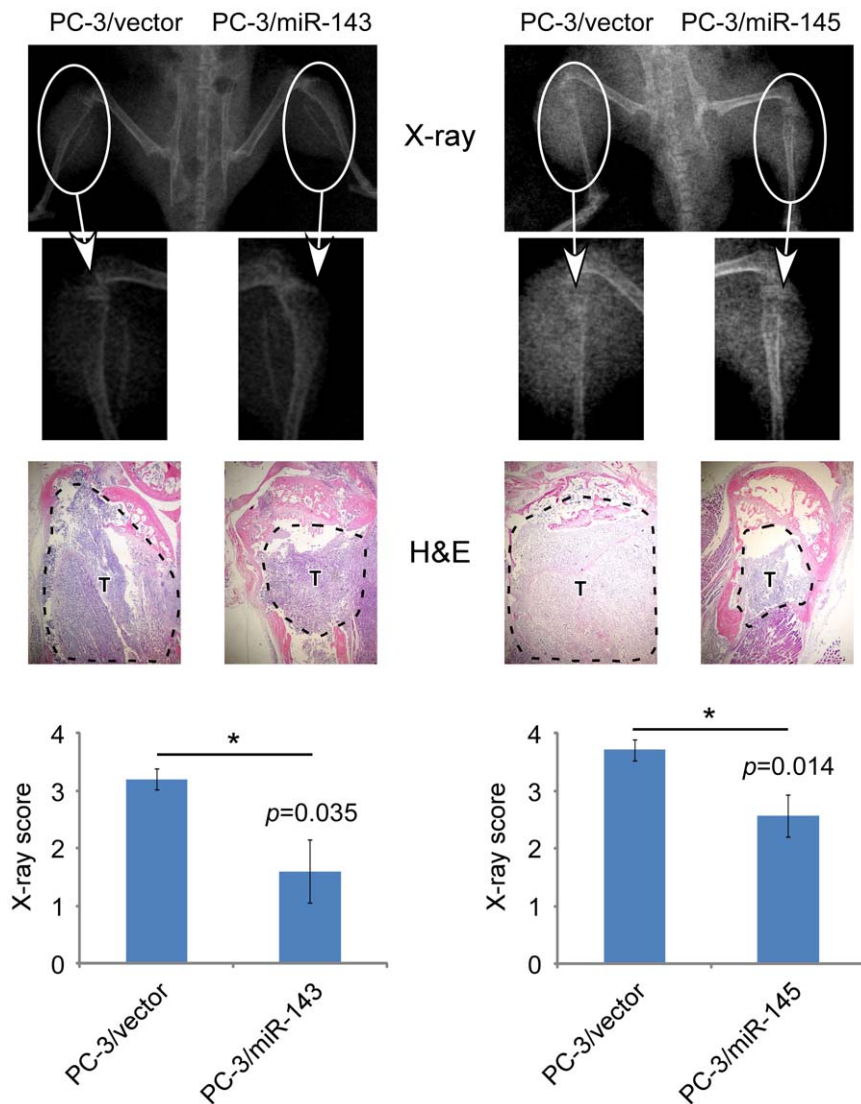 PC-3/vector PC-3/miR-143 PC-3/vector PC-3/miR-145
X-ray
H&E
T T T T
X-ray score
4
3
2
1
0
*
p=0.035
PC-3/vector
PC-3/miR-143
X-ray score
4
3
2
1
0
*
p=0.014
PC-3/vector
PC-3/miR-145